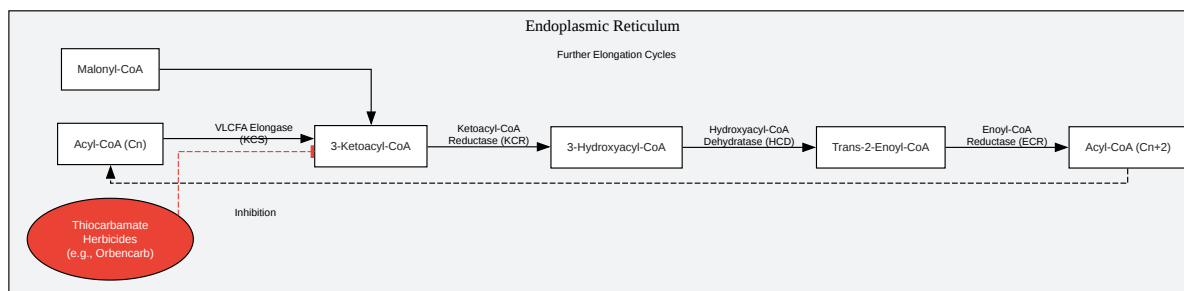 Endoplasmic Reticulum
Further Elongation Cycles
Malonyl-CoA
Acyl-CoA (Cn)
VLCFA Elongase
(KCS)
3-Ketoacyl-CoA
Ketoacyl-CoA
Reductase (KCR)
3-Hydroxyacyl-CoA
Hydroxyacyl-CoA
Dehydratase (HCD)
Trans-2-Enoyl-CoA
Enoyl-CoA
Reductase (ECR)
Acyl-CoA (Cn+2)
Inhibition
Thiocarbamate
Herbicides
(e.g., Orbencarb)